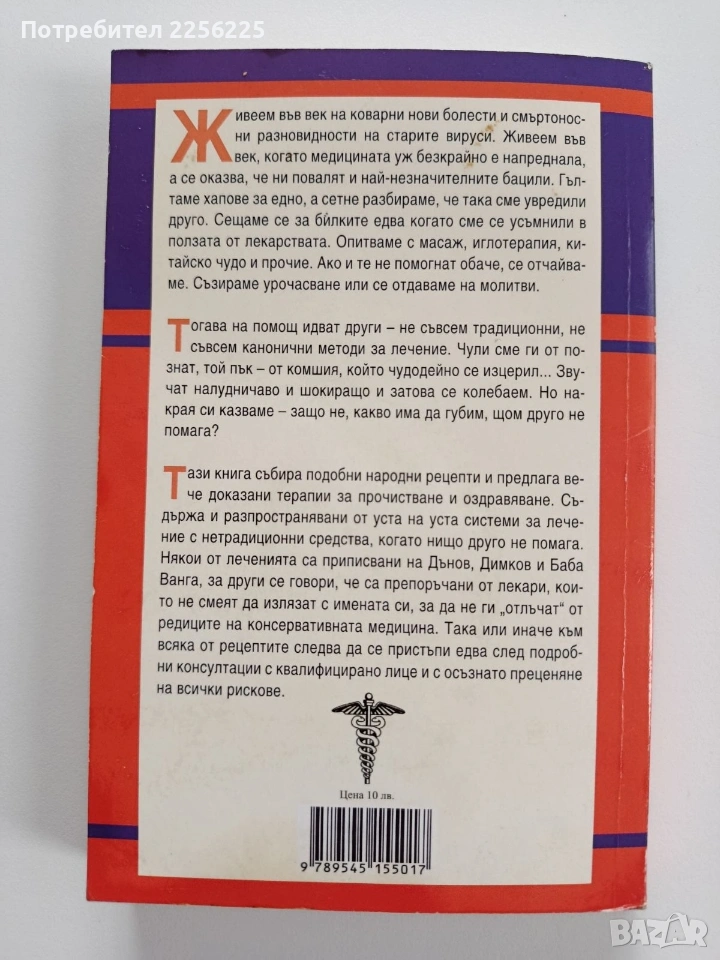 Потребител 2256225
Живеем във век на коварни нови болести и смъртонос-
ни разновидности на старите вируси. Живеем във
век, когато медицината уж безкрайно е напреднала,
а се оказва, че ни повалят и най-незначителните бацили. Гъл-
таме хапове за едно, а сетне разбираме, че така сме увредили
друго. Сещаме се за билките едва когато сме се усъмнили в
ползата от лекарствата. Опитваме с масаж, иглотерапия, ки-
тайско чудо и прочие. Ако и те не помогнат обаче, се отчайва-
ме. Съзираме урочасване или се отдаваме на молитви.
Тогава на помощ идват други – не съвсем традиционни, не
съвсем канонични методи за лечение. Чули сме ги от по-
знат, той пък – от комшия, който чудодейно се изцерил... Зву-
чат налудничаво и шокиращо и затова се колебаем. Но на-
края си казваме – защо не, какво има да губим, щом друго не
помага?
Тази книга събира подобни народни рецепти и предлага ве-
че доказани терапии за прочистване и оздравяване. Съ-
държа и разпространявани от уста на уста системи за лече-
ние с нетрадиционни средства, когато нищо друго не помага.
Някои от леченията са приписвани на Дънов, Димков и Баба
Ванга, за други се говори, че са препоръчани от лекари, кои-
то не смеят да излязат с имената си, за да не ги „отлъчат“ от
редиците на консервативната медицина. Така или иначе към
всяка от рецептите следва да се пристъпи едва след подроб-
ни консултации с квалифицирано лице и с осъзнато преценяне
на всички рискове.
Цена 10 лв.
9 789545 155017
BAZAR